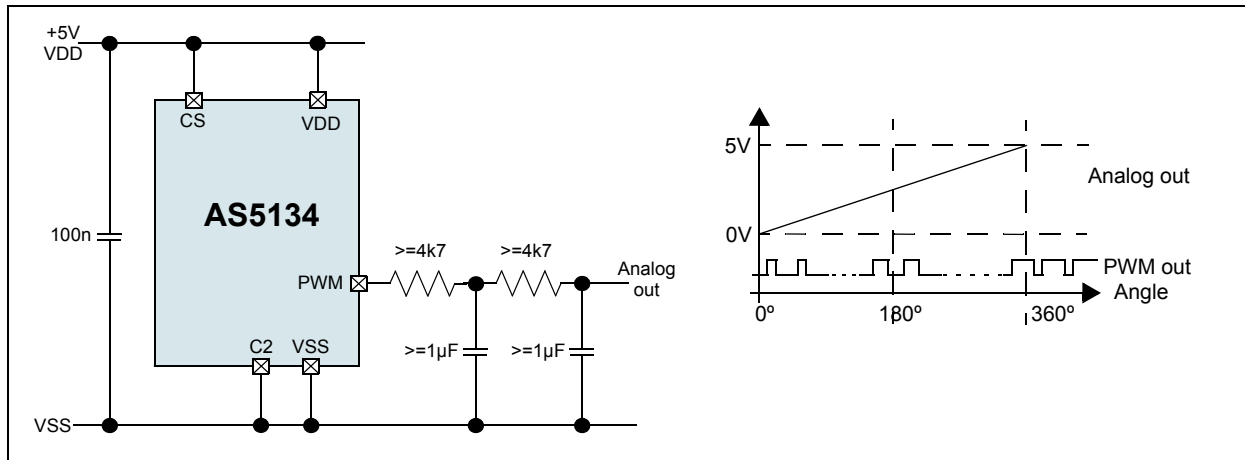 +5V
VDD
CS
VDD
AS5134
100n
>=4k7
>=4k7
PWM
Analog
out
C2
VSS
>=1µF
>=1µF
VSS
5V
Analog out
0V
PWM out
Angle
0º
180º
360º